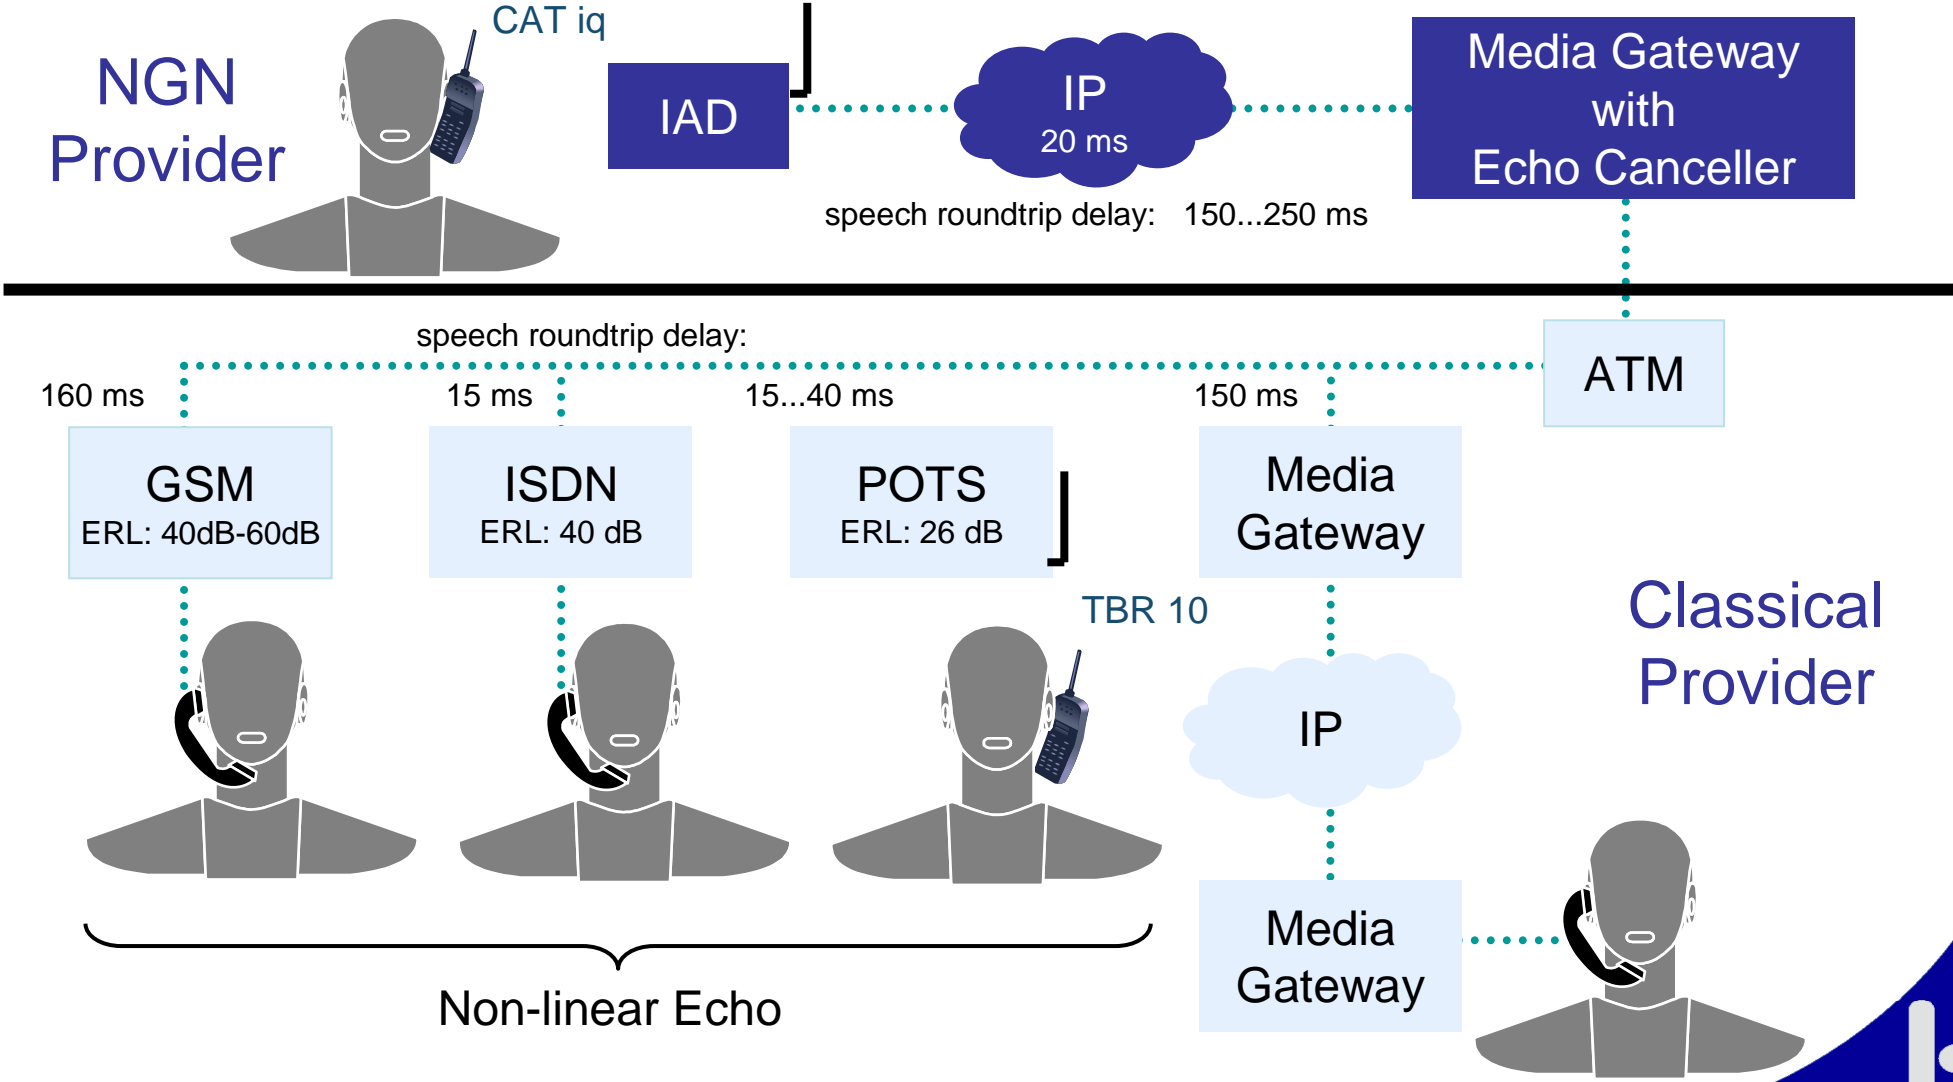 CAT iq
NGN
Provider
IAD
IP
20 ms
Media Gateway
with
Echo Canceller
speech roundtrip delay: 150...250 ms
speech roundtrip delay:
160 ms
15 ms
15...40 ms
150 ms
ATM
GSM
ERL: 40dB-60dB
ISDN
ERL: 40 dB
POTS
ERL: 26 dB
Media
Gateway
TBR 10
Classical
Provider
IP
Media
Gateway
Non-linear Echo